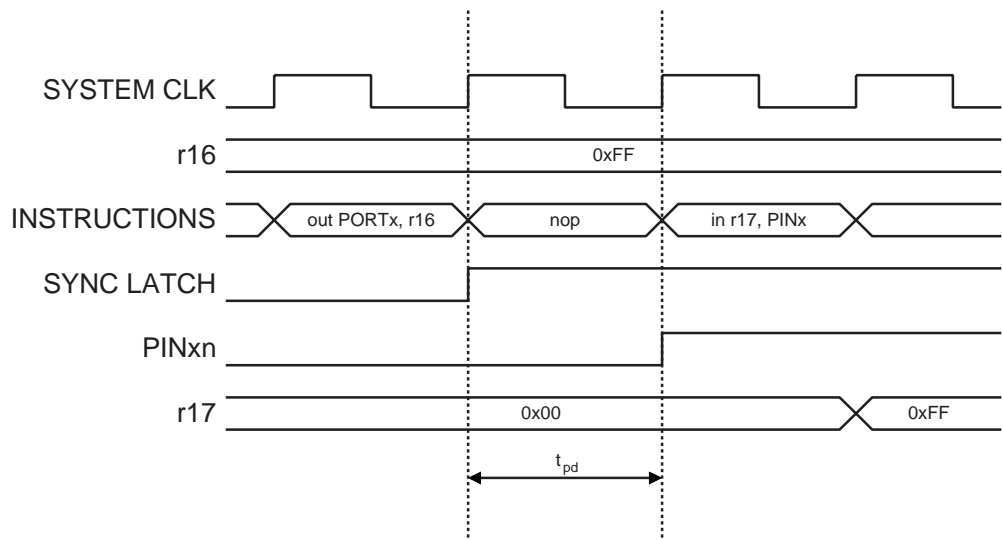 SYSTEM CLK
r16 0xFF
INSTRUCTIONS out PORTx, r16 nop in r17, PINx
SYNC LATCH
PINxn
r17 0x00 0xFF
tpd